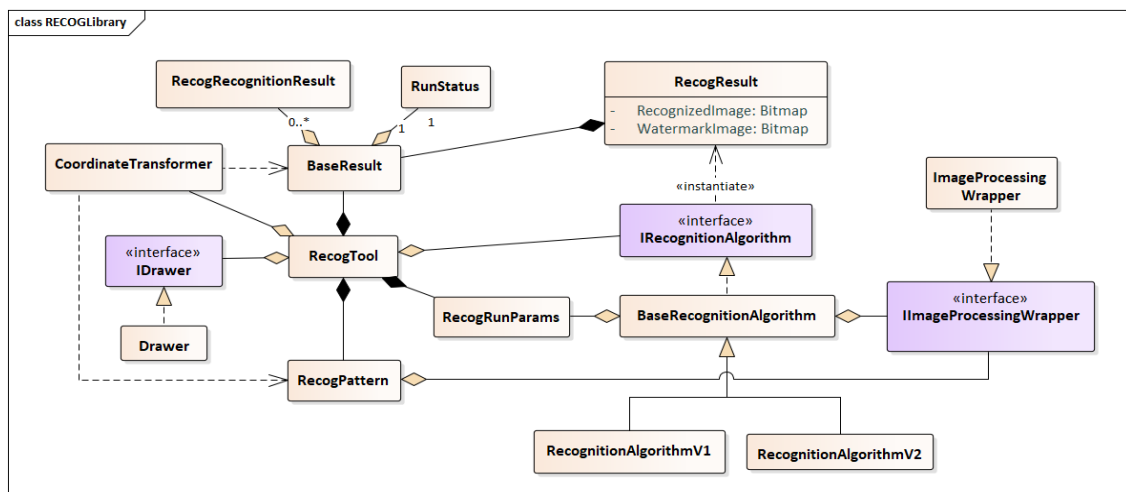 class RECOGLibrary
RecogRecognitionResult
RunStatus
RecogResult
- RecognizedImage: Bitmap
- WatermarkImage: Bitmap
0..*
1
1
CoordinateTransformer
BaseResult
«instantiate»
ImageProcessing
Wrapper
«interface»
IDrawer
RecogTool
«interface»
IRecognitionAlgorithm
«interface»
IImageProcessingWrapper
RecogRunParams
BaseRecognitionAlgorithm
Drawer
RecogPattern
RecognitionAlgorithmV1
RecognitionAlgorithmV2